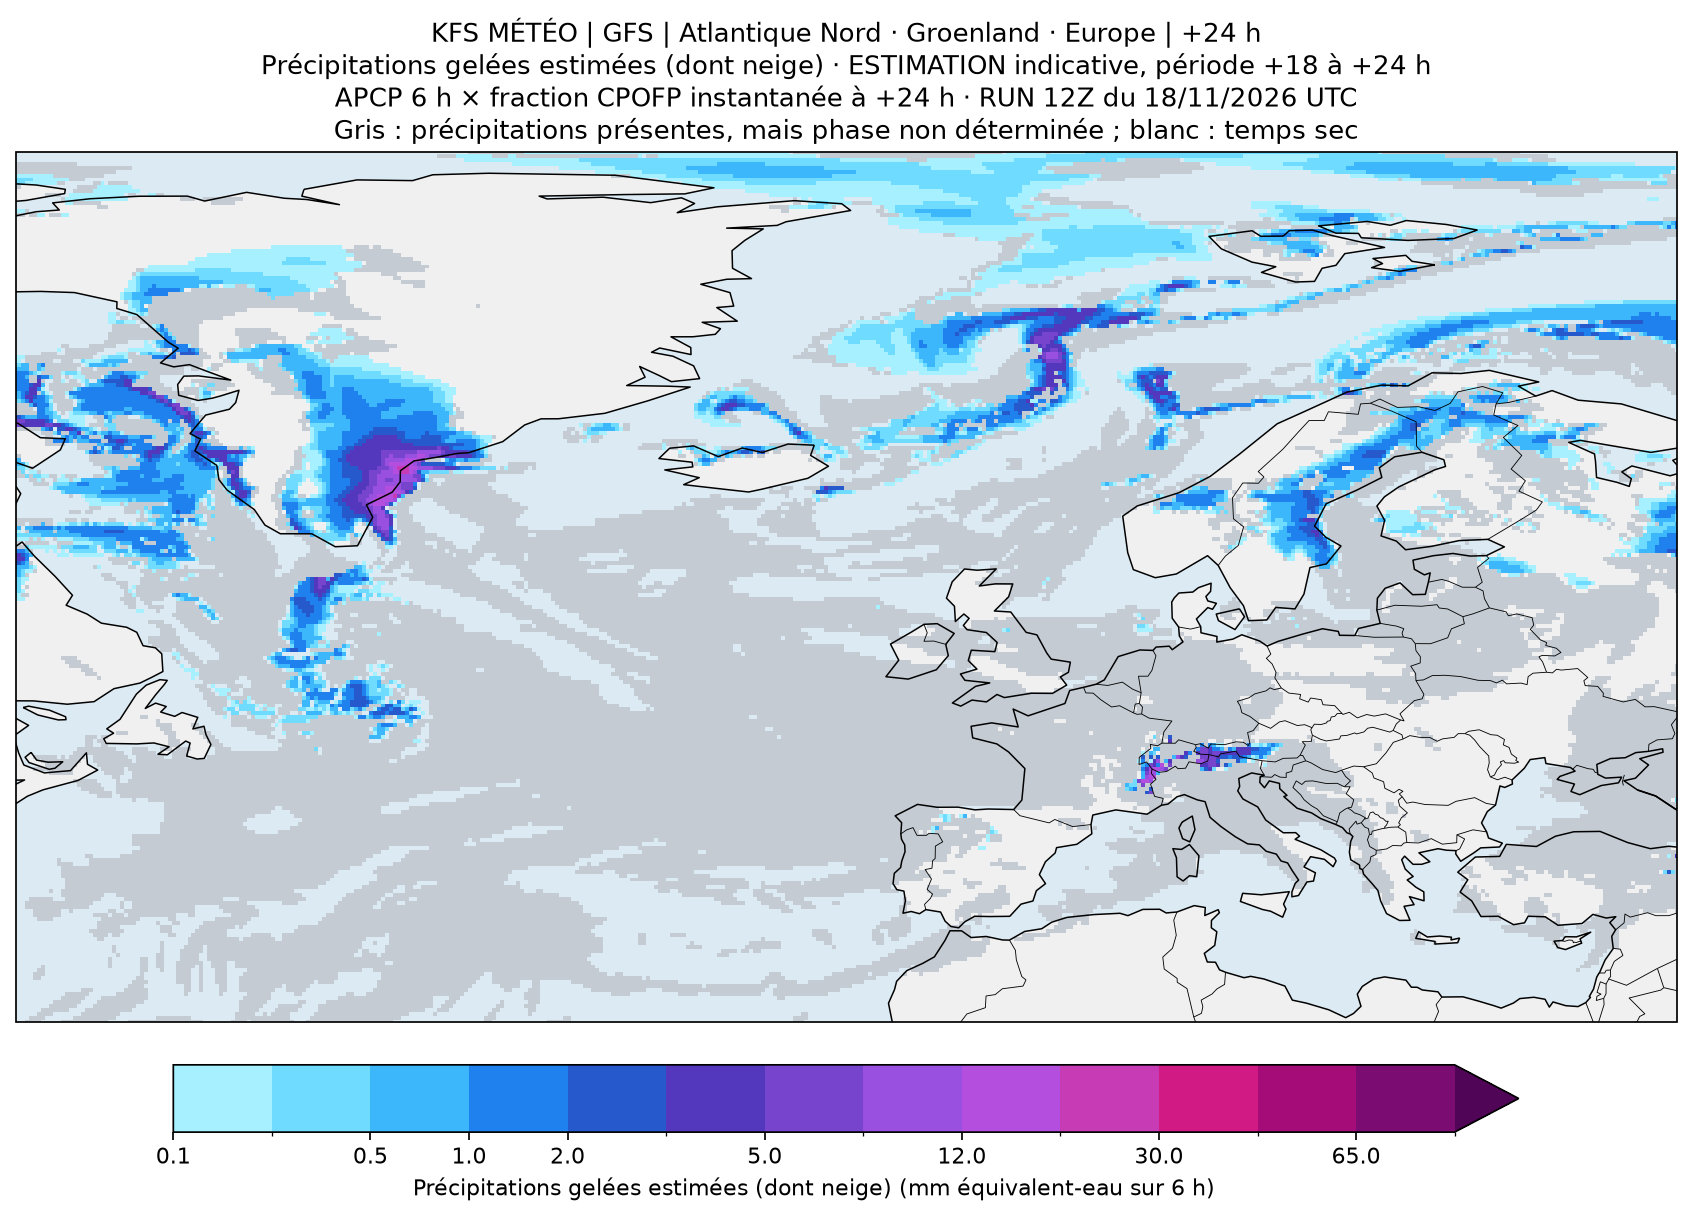 KFS MÉTÉO | GFS | Atlantique Nord · Groenland · Europe | +24 h
Précipitations gelées estimées (dont neige) · ESTIMATION indicative, période +18 à +24 h
APCP 6 h × fraction CPOFP instantanée à +24 h · RUN 12Z du 18/11/2026 UTC
Gris : précipitations présentes, mais phase non déterminée ; blanc : temps sec
0.1 0.5 1.0 2.0 5.0 12.0 30.0 65.0
Précipitations gelées estimées (dont neige) (mm équivalent-eau sur 6 h)